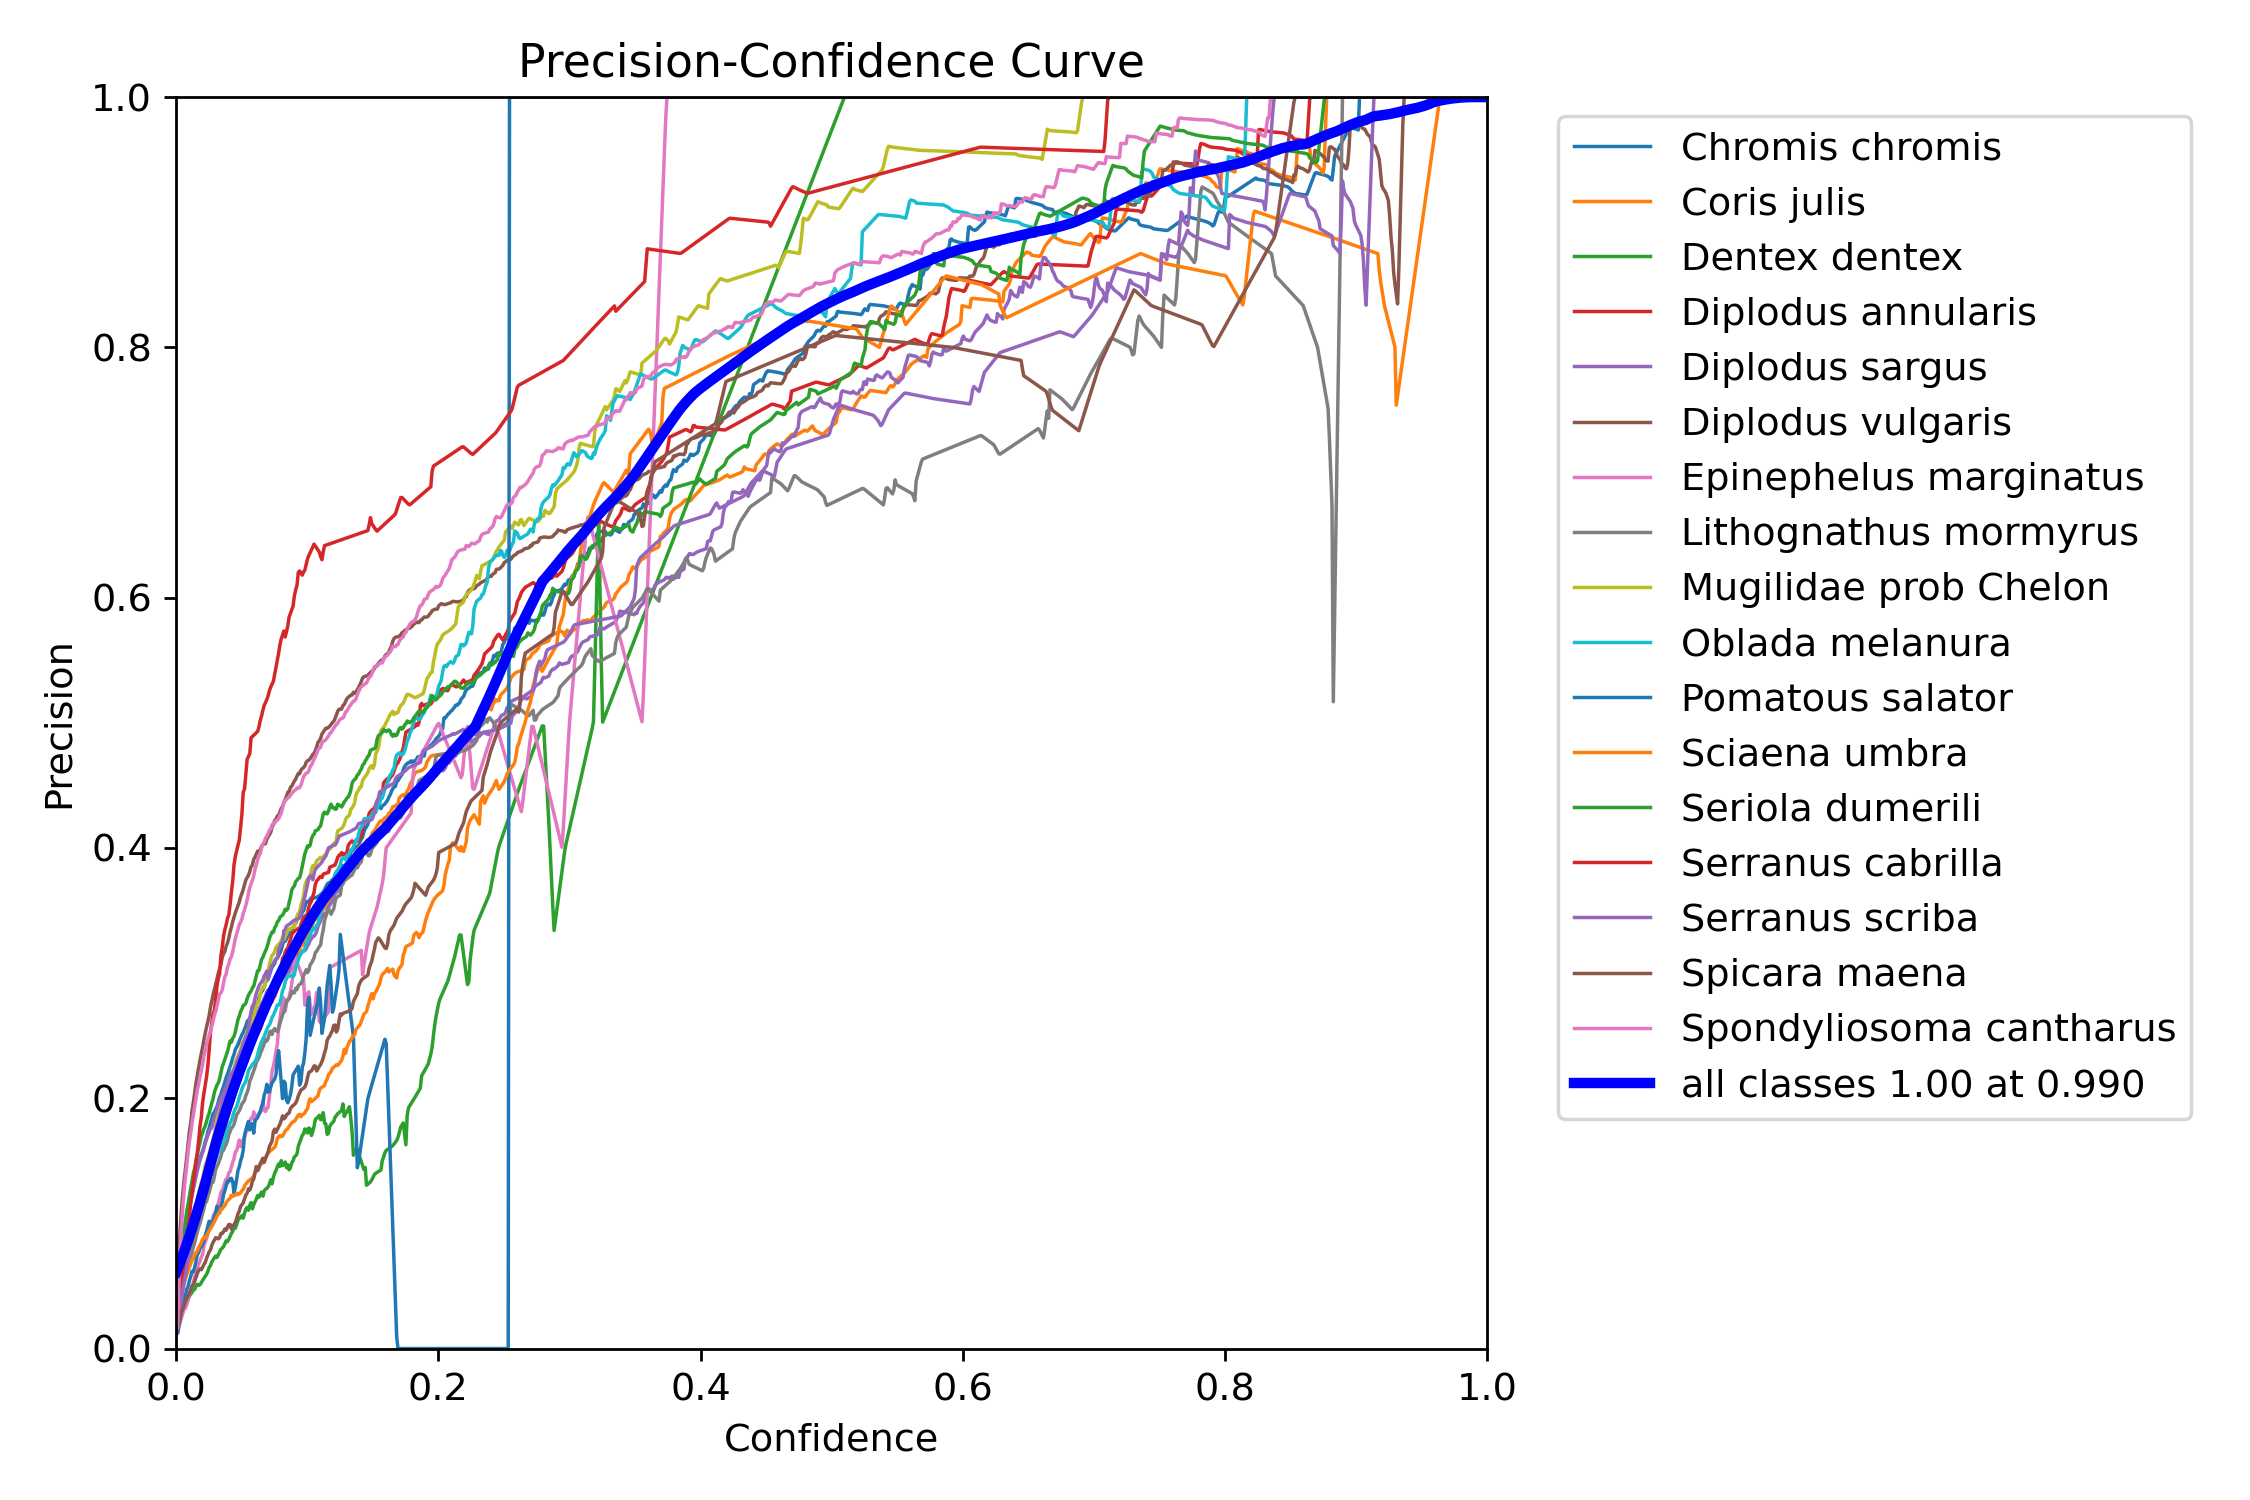 Precision-Confidence Curve
1.0
0.8
0.6
0.4
0.2
0.0
Precision
0.0 0.2 0.4 0.6 0.8 1.0
Confidence
Chromis chromis
Coris julis
Dentex dentex
Diplodus annularis
Diplodus sargus
Diplodus vulgaris
Epinephelus marginatus
Lithognathus mormyrus
Mugilidae prob Chelon
Oblada melanura
Pomatous salator
Sciaena umbra
Seriola dumerili
Serranus cabrilla
Serranus scriba
Spicara maena
Spondyliosoma cantharus
all classes 1.00 at 0.990